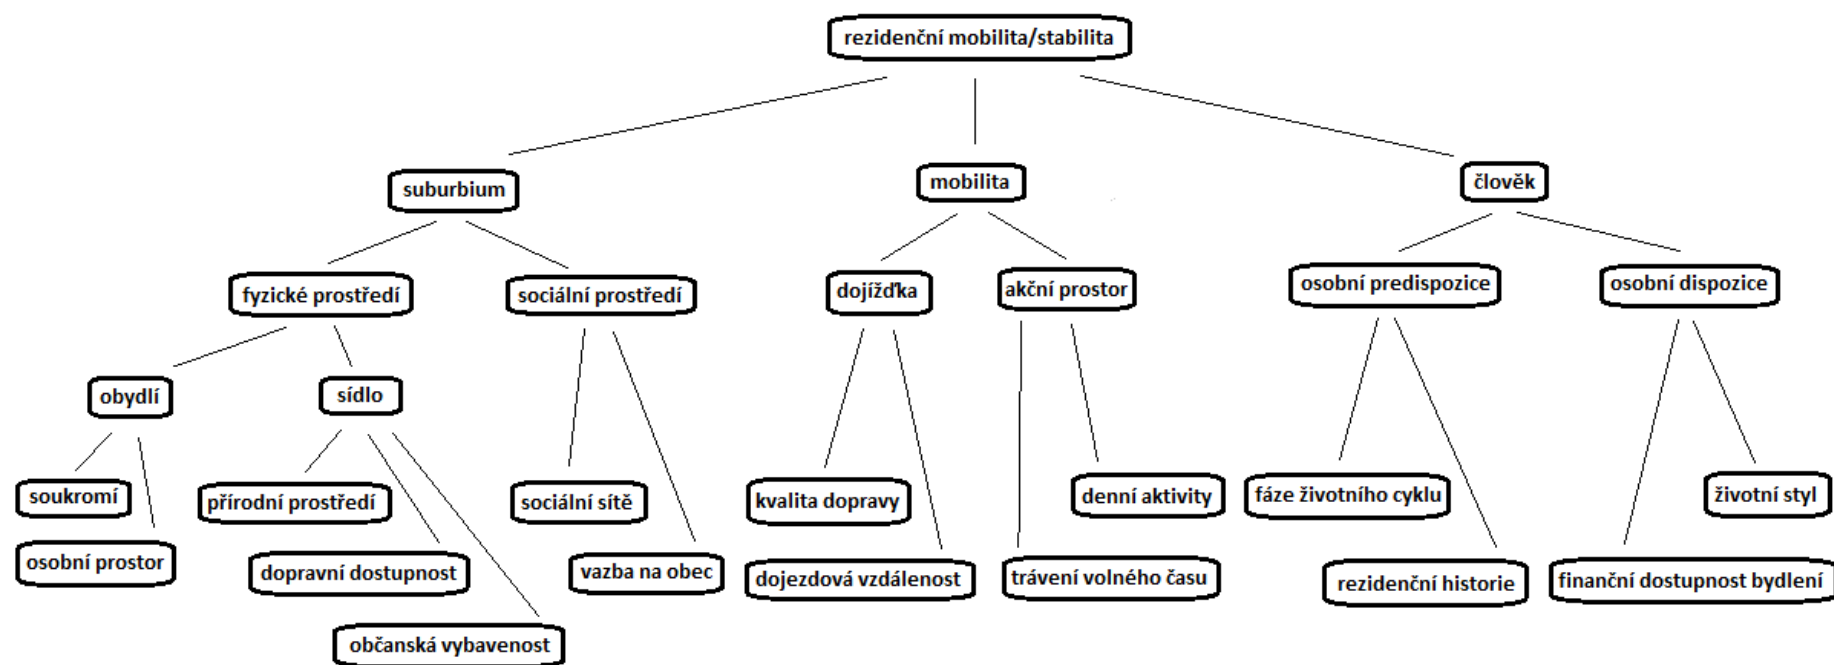 rezidenční mobilita/stabilita
suburbium
mobilita
člověk
fyzické prostředí
sociální prostředí
dojížďka
akční prostor
osobní predispozice
osobní dispozice
obydlí
sídlo
soukromí
přírodní prostředí
sociální sítě
kvalita dopravy
denní aktivity
fáze životního cyklu
životní styl
osobní prostor
dopravní dostupnost
vazba na obec
dojezdová vzdálenost
trávení volného času
rezidenční historie
finanční dostupnost bydlení
občanská vybavenost